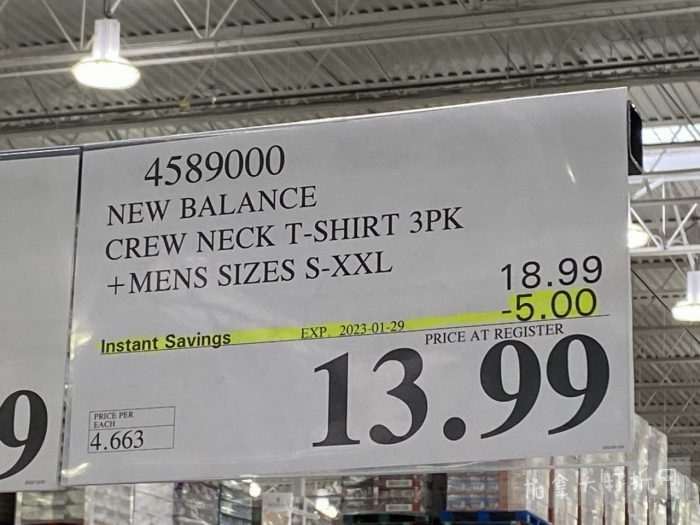 4589000
NEW BALANCE
CREW NECK T-SHIRT 3PK
+MENS SIZES S-XXL
18.99
-5.00
Instant Savings EXP. 2023-01-29
PRICE AT REGISTER
13.99
PRICE PER
EACH
4.663
9